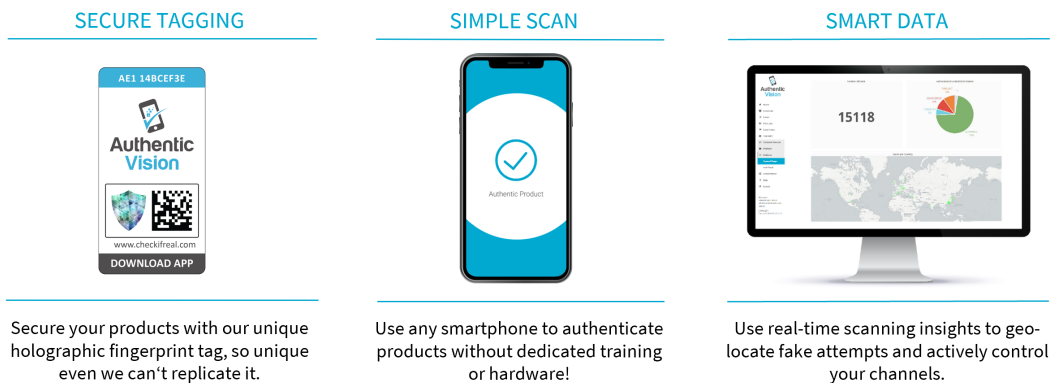 SECURE TAGGING
AE1 14BCEF3E
Authentic
Vision
www.checkifreal.com
DOWNLOAD APP
Secure your products with our unique
holographic fingerprint tag, so unique
even we can‘t replicate it.
SIMPLE SCAN
Authentic Product
Use any smartphone to authenticate
products without dedicated training
or hardware!
SMART DATA
Authentic
Vision
15118
Use real-time scanning insights to geo-
locate fake attempts and actively control
your channels.